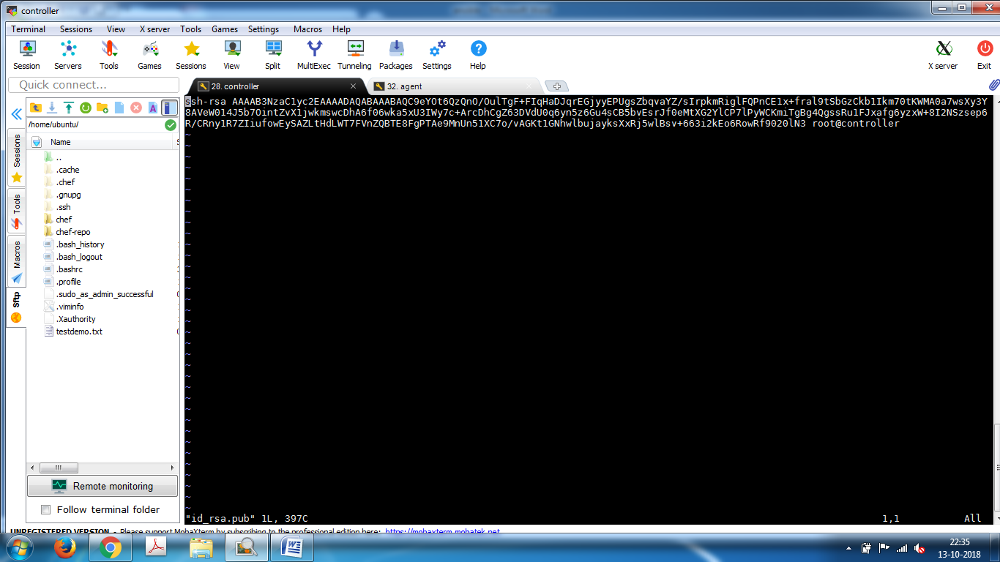 controller
Terminal Sessions View X server Tools Games Settings Macros Help
Session Servers Tools Games Sessions View Split MultiExec Tunneling Packages Settings Help X server Exit
Quick connect...
28. controller
32. agent
/home/ubuntu/
Name
..
.cache
.chef
.gnupg
.ssh
chef
chef-repo
.bash_history
.bash_logout
.bashrc
.profile
.sudo_as_admin_successful
.viminfo
.Xauthority
testdemo.txt
Sessions
Tools
Macros
Sftp
Remote monitoring
Follow terminal folder
ssh-rsa AAAAB3NzaC1yc2EAAAADAQABAAABAQC9eYOt6QzQnO/OulTgF+FIqHaDJqrEGjyyEPUgsZbqvaYZ/sIrpkmRiglFQPnCE1x+fral9tSbGzCkb1Ikm70tKWMA0a7wsXy3Y
8AVeW014J5b7OintZvX1jwkmswcDhA6f06wka5xU3IWy7c+ArcDhCgZ63DVdU0q6yn5z6Gu4sCB5bvEsrJf0eMtXG2YlCP7lPyWCKmiTgBg4QgssRu1FJxafg6yzxW+8I2NSzsep6
R/CRny1R7ZIiufowEySAZLtHdLWT7FVnZQBTE8FgPTAe9MnUn51XC7o/vAGKt1GNhwlbujayksXxRj5wlBsv+663i2kEo6RowRf9020lN3 root@controller
"id_rsa.pub" 1L, 397C 1,1 All
UNREGISTERED VERSION - Please support MobaXterm by subscribing to the professional edition here: https://mobaxterm.mobatek.net
22:35
13-10-2018